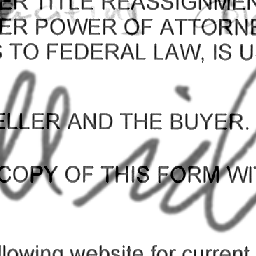 ER TITLE REASSIGNMEN
ER POWER OF ATTORNE
S TO FEDERAL LAW, IS U
ELLER AND THE BUYER.
COPY OF THIS FORM WIT
llowing website for current